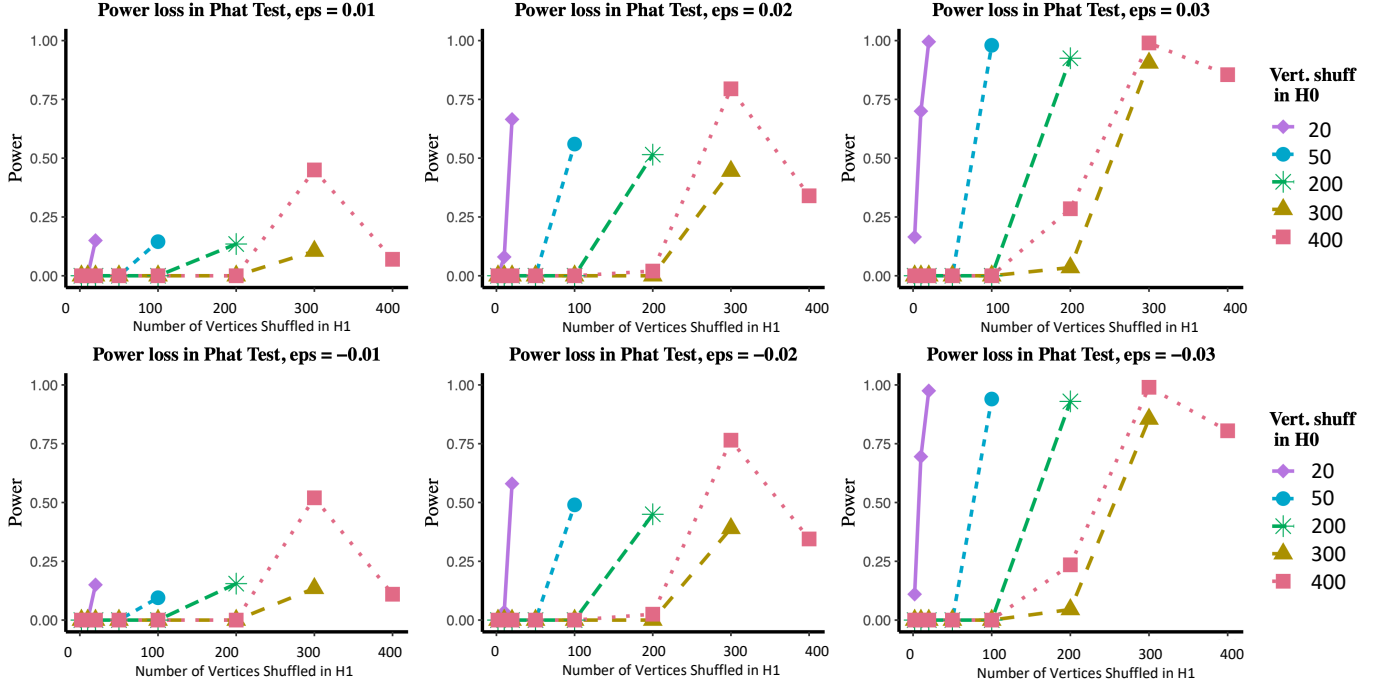 Power loss in Phat Test, eps = 0.01
Power
1.00
0.75
0.50
0.25
0.00
0 100 200 300 400
Number of Vertices Shuffled in H1
Power loss in Phat Test, eps = 0.02
Power
1.00
0.75
0.50
0.25
0.00
0 100 200 300 400
Number of Vertices Shuffled in H1
Power loss in Phat Test, eps = 0.03
Power
1.00
0.75
0.50
0.25
0.00
0 100 200 300 400
Number of Vertices Shuffled in H1
Vert. shuff
in H0
20
50
200
300
400
Power loss in Phat Test, eps = −0.01
Power
1.00
0.75
0.50
0.25
0.00
0 100 200 300 400
Number of Vertices Shuffled in H1
Power loss in Phat Test, eps = −0.02
Power
1.00
0.75
0.50
0.25
0.00
0 100 200 300 400
Number of Vertices Shuffled in H1
Power loss in Phat Test, eps = −0.03
Power
1.00
0.75
0.50
0.25
0.00
0 100 200 300 400
Number of Vertices Shuffled in H1
Vert. shuff
in H0
20
50
200
300
400